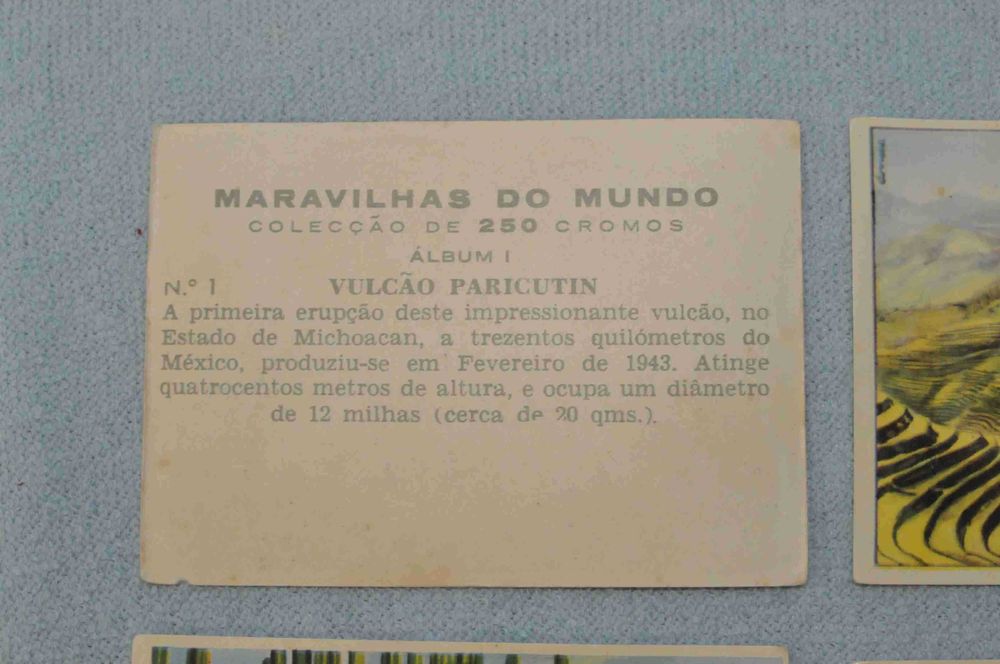 MARAVILHAS DO MUNDO
COLECÇÃO DE 250 CROMOS
ÁLBUM I
N.º 1 VULCÃO PARICUTIN
A primeira erupção deste impressionante vulcão, no
Estado de Michoacan, a trezentos quilómetros do
México, produziu-se em Fevereiro de 1943. Atinge
quatrocentos metros de altura, e ocupa um diâmetro
de 12 milhas (cerca de 20 qms.).